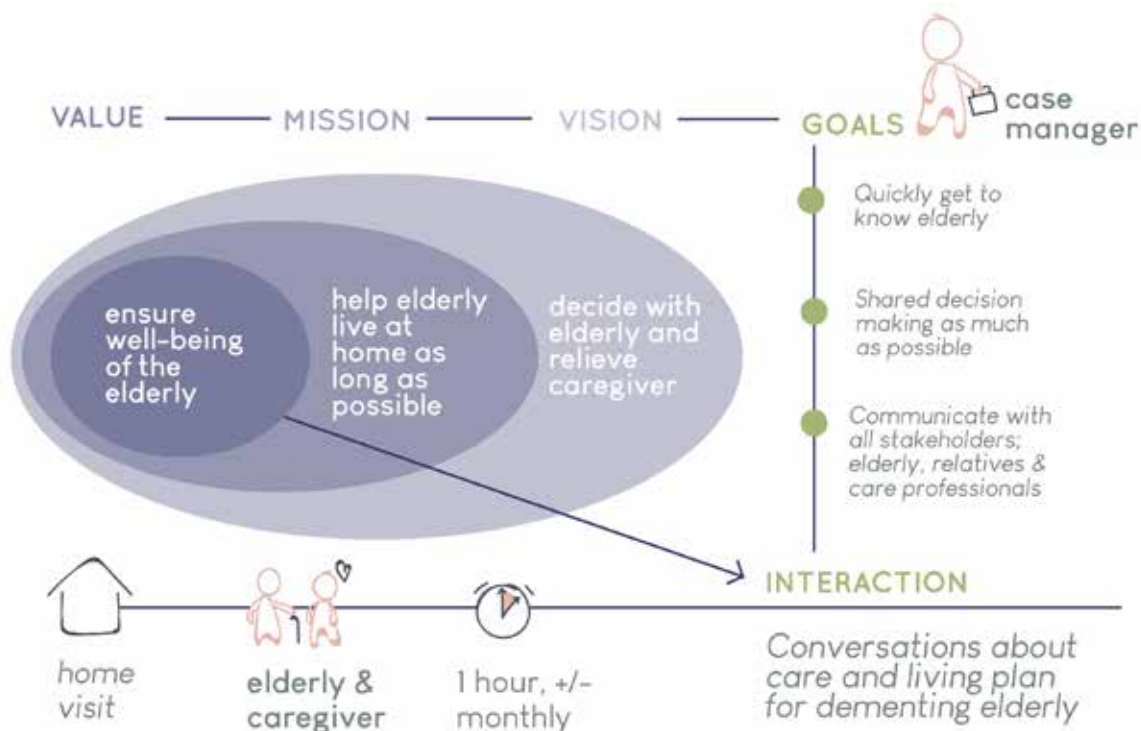 VALUE
MISSION
VISION
GOALS
case
manager
ensure
well-being
of the
elderly
help elderly
live at
home as
long as
possible
decide with
elderly and
relieve
caregiver
Quickly get to
know elderly
Shared decision
making as much
as possible
Communicate with
all stakeholders;
elderly, relatives &
care professionals
INTERACTION
home
visit
elderly &
caregiver
1 hour, +/-
monthly
Conversations about
care and living plan
for dementing elderly